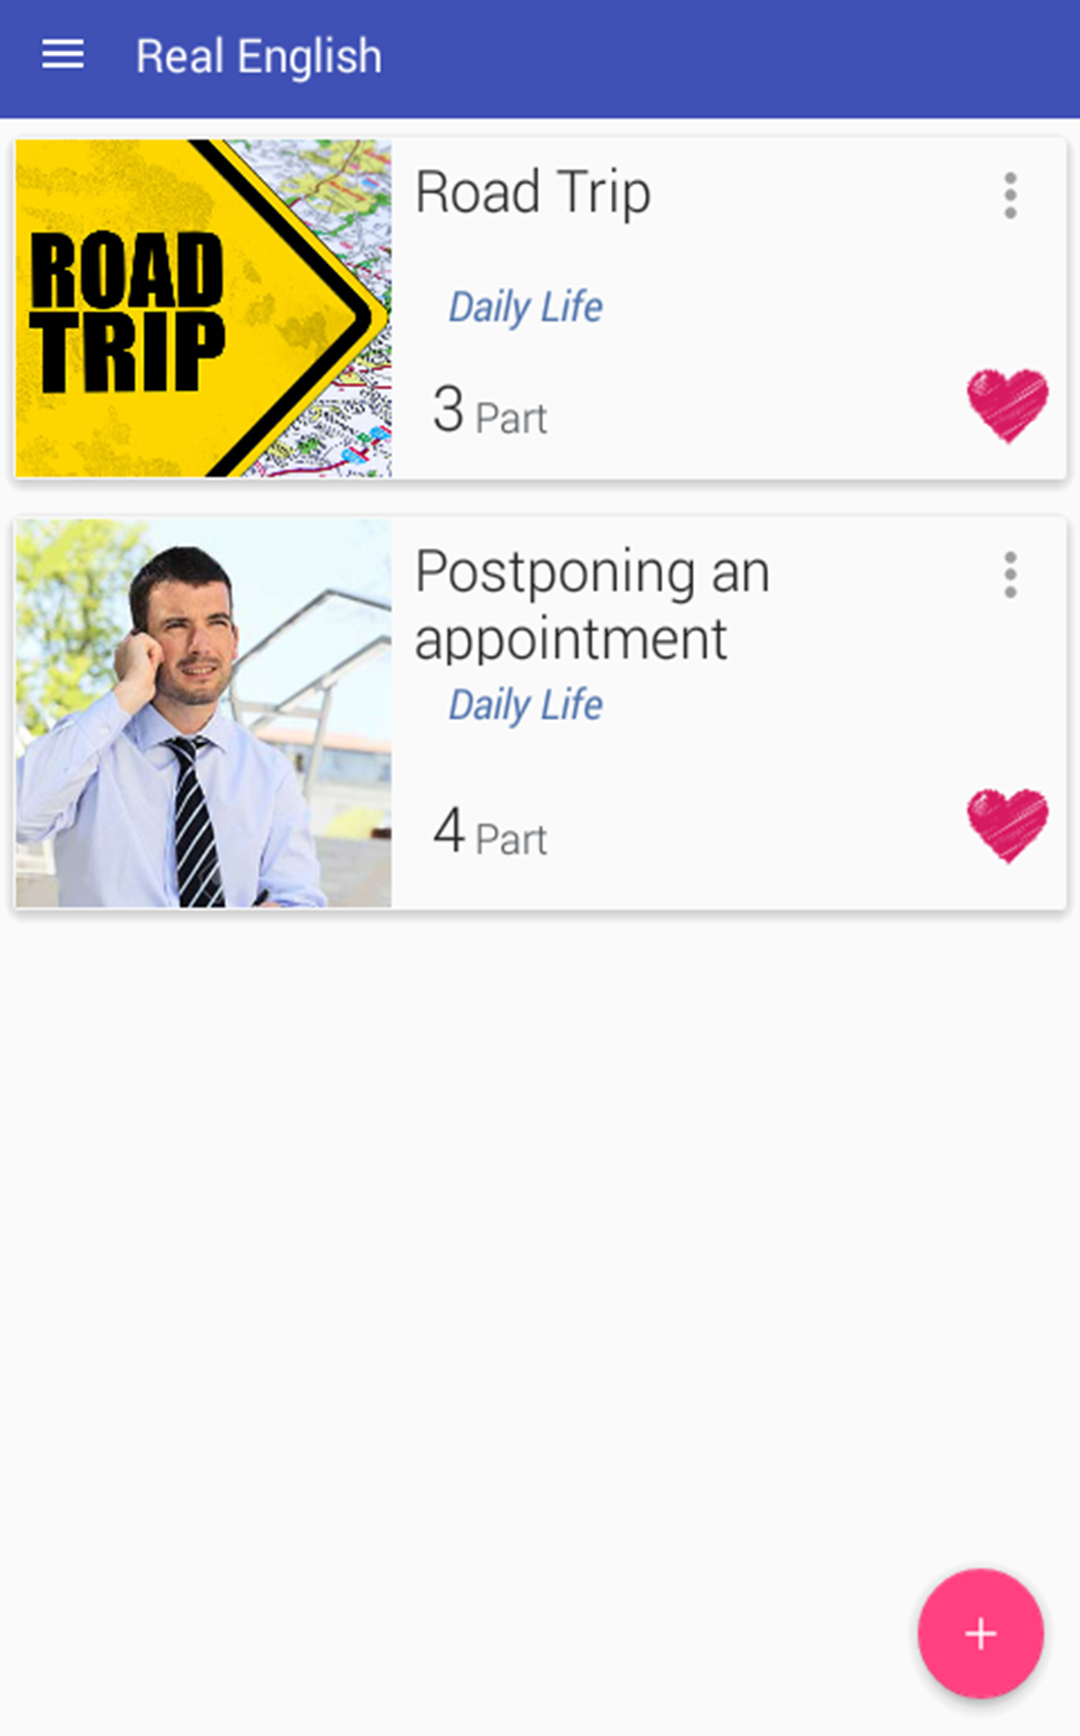 Real English
ROAD
TRIP
Road Trip
Daily Life
3 Part
Postponing an
appointment
Daily Life
4 Part